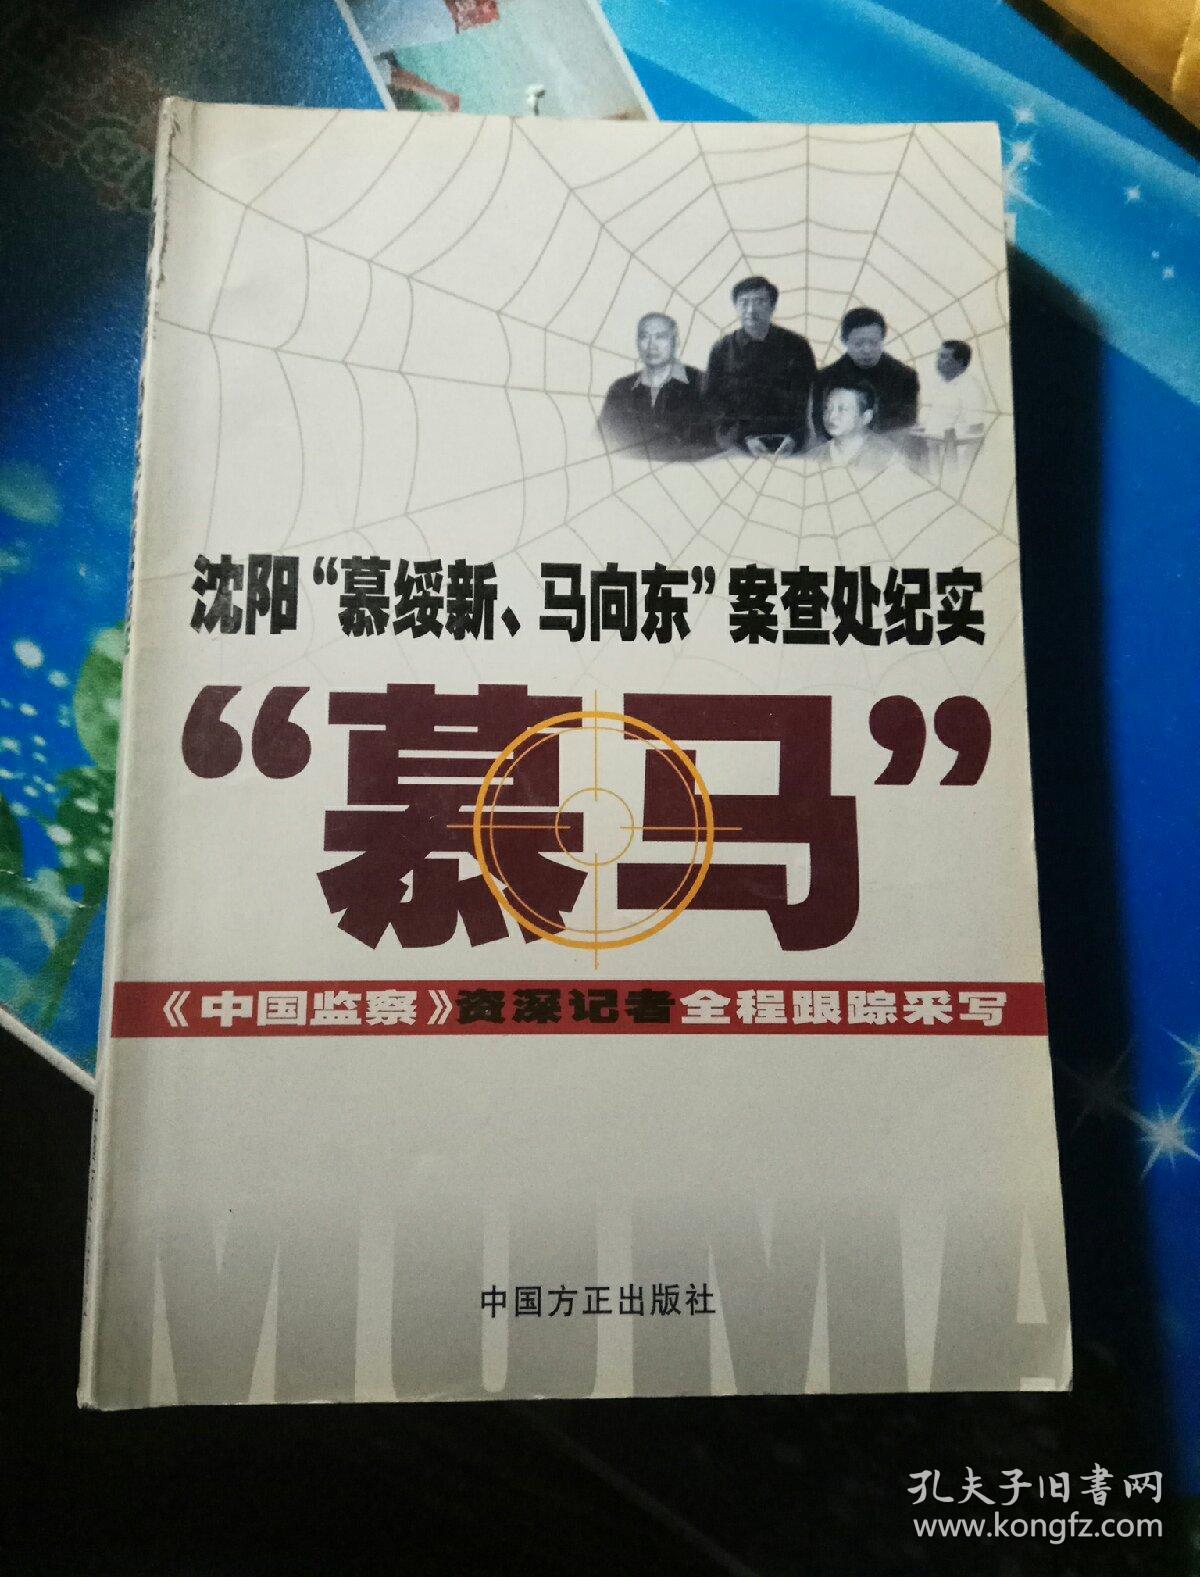 沈阳“慕绥新、马向东”案查处纪实
“慕马”
《中国监察》资深记者全程跟踪采写
MUMA
中国方正出版社
孔夫子旧書网
www.kongfz.com